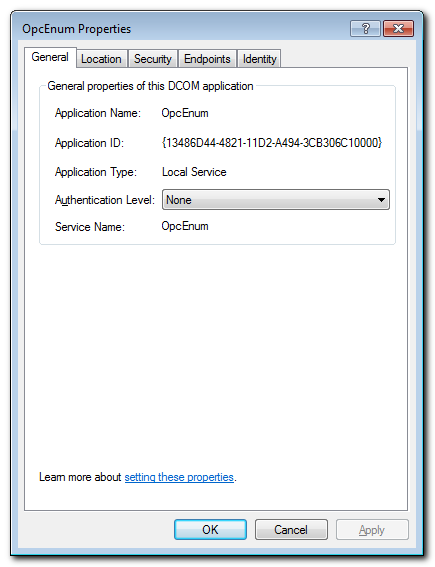 OpcEnum Properties
?
General Location Security Endpoints Identity
General properties of this DCOM application
Application Name: OpcEnum
Application ID: {13486D44-4821-11D2-A494-3CB306C10000}
Application Type: Local Service
Authentication Level: None
Service Name: OpcEnum
Learn more about setting these properties.
OK Cancel Apply